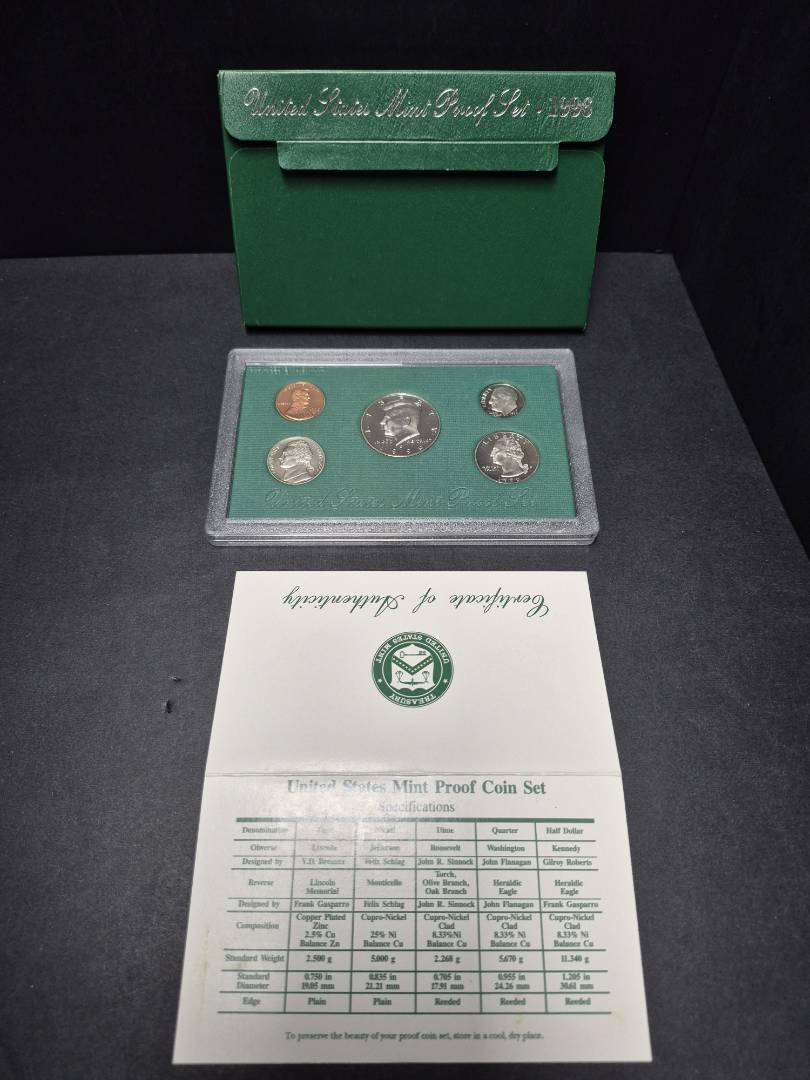 United States Mint Proof Set - 1998
LIBERTY
United States Mint Proof Set
Certificate of Authenticity
UNITED STATES MINT
TREASURY
United States Mint Proof Coin Set
Specifications
Cent Nickel Dime Quarter Half Dollar
Obverse Lincoln Jefferson Roosevelt Washington Kennedy
Designed by V.D. Brenner Felix Schlag John R. Sinnock John Flanagan Gilroy Roberts
Reverse Lincoln Memorial Monticello Torch, Olive Branch, Oak Branch Heraldic Eagle Heraldic Eagle
Designed by Frank Gasparro Felix Schlag John R. Sinnock John Flanagan Frank Gasparro
Composition Copper Plated Zinc 2.5% Cu Balance Zn Cupro-Nickel 25% Ni Balance Cu Cupro-Nickel Clad 8.33%Ni Balance Cu Cupro-Nickel Clad 8.33% Ni Balance Cu Cupro-Nickel Clad 8.33% Ni Balance Cu
Standard Weight 2.500 g 5.000 g 2.268 g 5.670 g 11.340 g
Standard Diameter 0.750 in 19.05 mm 0.835 in 21.21 mm 0.705 in 17.91 mm 0.955 in 24.26 mm 1.205 in 30.61 mm
Edge Plain Plain Reeded Reeded Reeded
To preserve the beauty of your proof coin set, store in a cool, dry place.